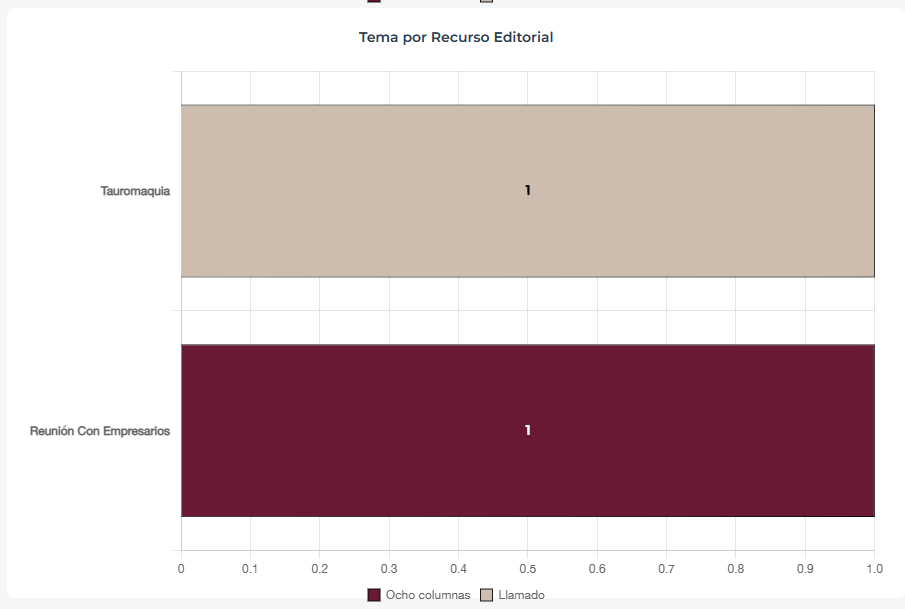 Tema por Recurso Editorial
Tauromaquia
1
Reunión Con Empresarios
1
0 0.1 0.2 0.3 0.4 0.5 0.6 0.7 0.8 0.9 1.0
Ocho columnas Llamado